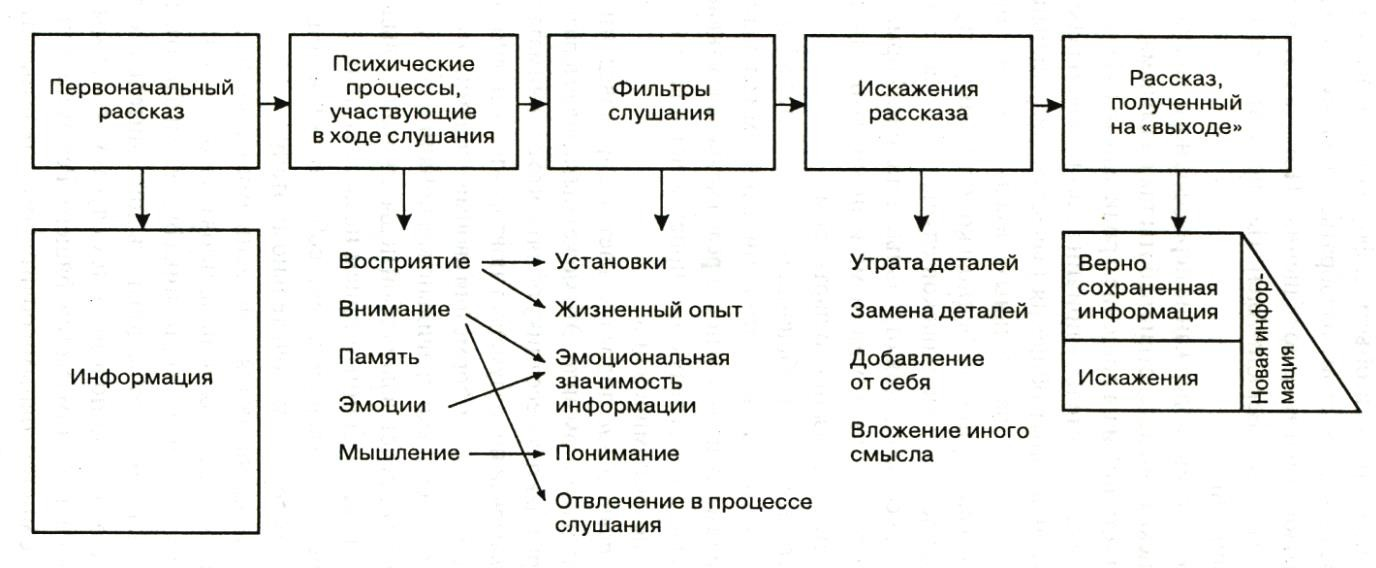 Первоначальный
рассказ
Психические
процессы,
участвующие
в ходе слушания
Фильтры
слушания
Искажения
рассказа
Рассказ,
полученный
на «выходе»
Информация
Восприятие
Внимание
Память
Эмоции
Мышление
Установки
Жизненный опыт
Эмоциональная
значимость
информации
Понимание
Отвлечение в процессе
слушания
Утрата деталей
Замена деталей
Добавление
от себя
Вложение иного
смысла
Верно
сохраненная
информация
Искажения
Новая инфор-
мация